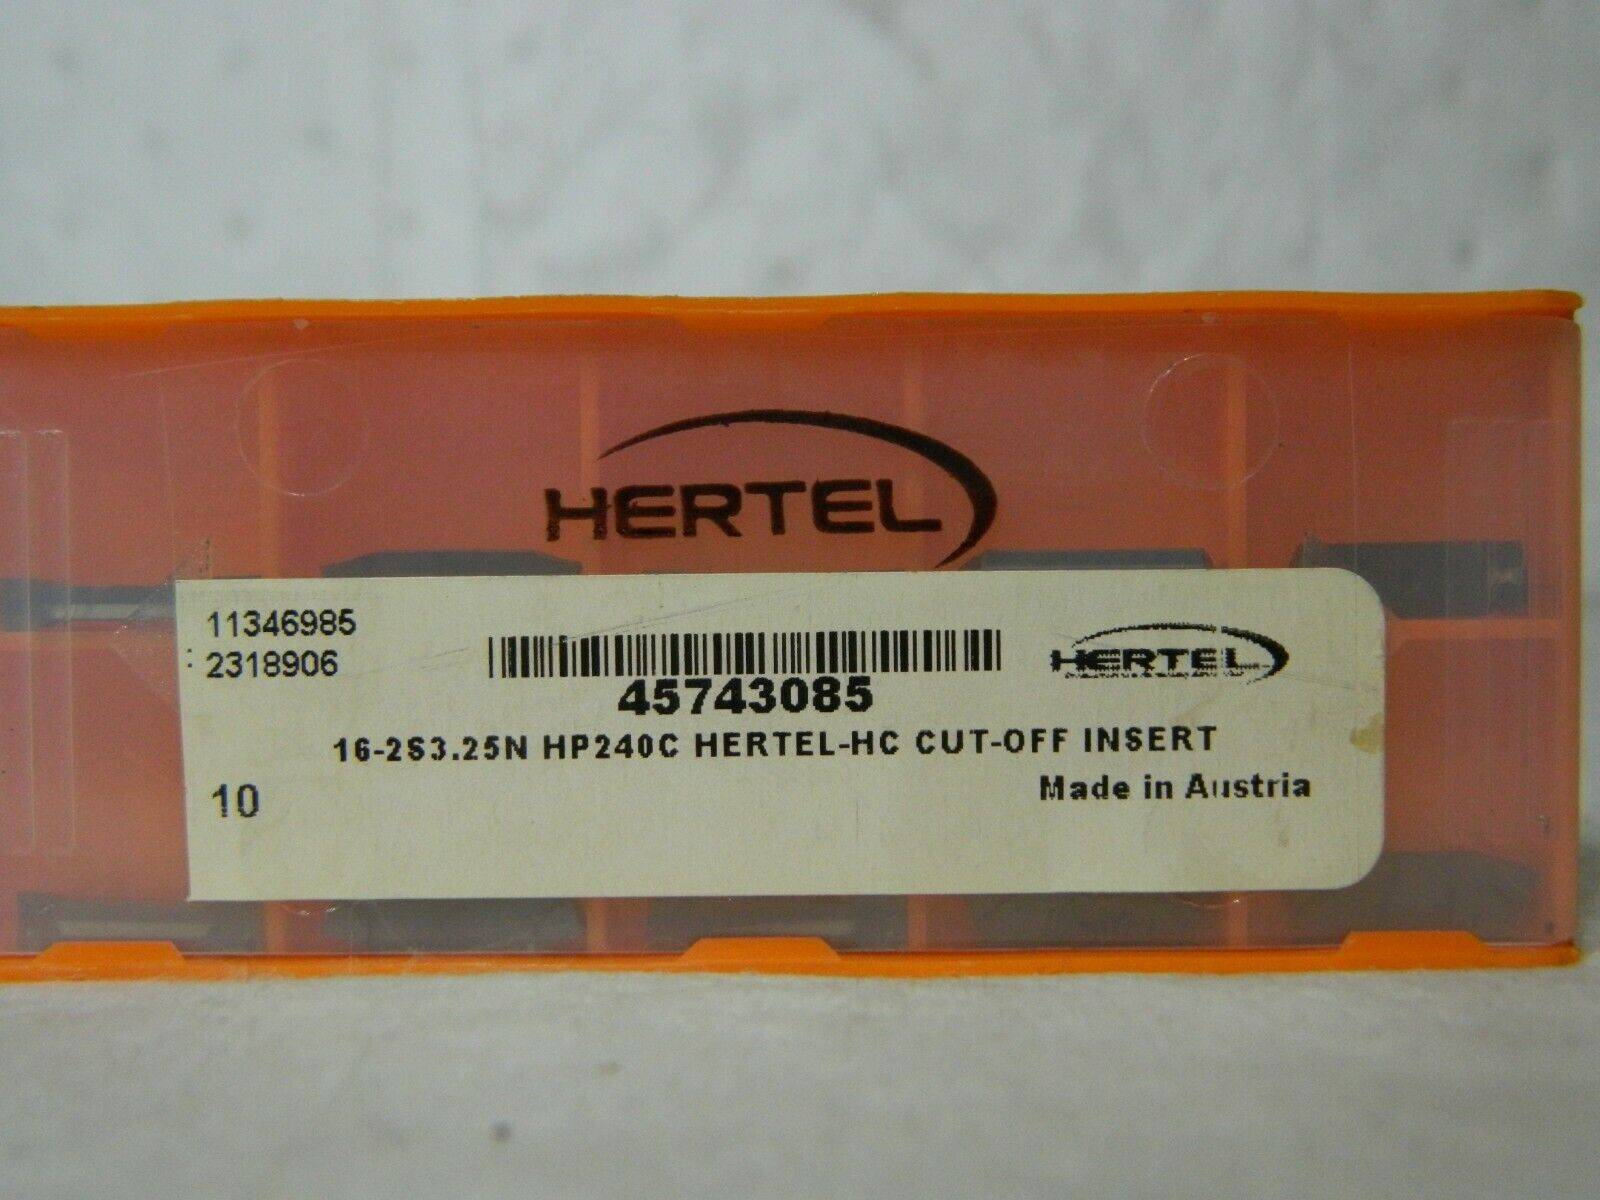 HERTEL
11346985
: 2318906
45743085
HERTEL
16-2S3.25N HP240C HERTEL-HC CUT-OFF INSERT
10
Made in Austria